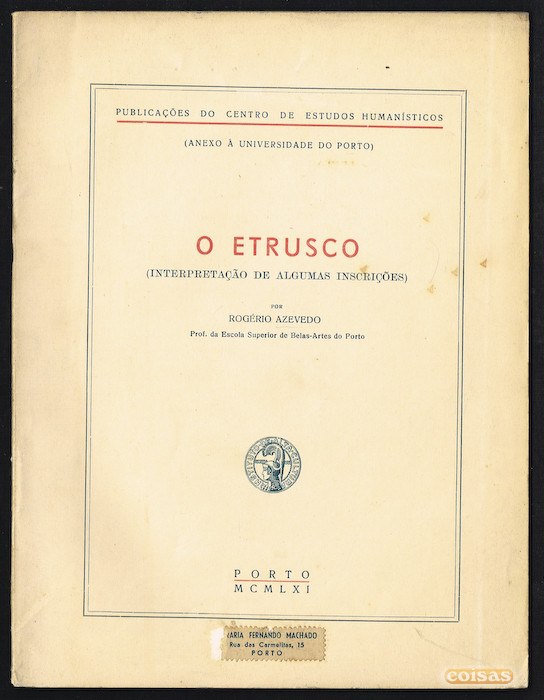 PUBLICAÇÕES DO CENTRO DE ESTUDOS HUMANÍSTICOS
(ANEXO À UNIVERSIDADE DO PORTO)
O ETRUSCO
(INTERPRETAÇÃO DE ALGUMAS INSCRIÇÕES)
POR
ROGÉRIO AZEVEDO
Prof. da Escola Superior de Belas-Artes do Porto
PORTO
MCMLXI
RARIA FERNANDO MACHADO
Rua das Carmelitas, 15
PORTO
coisas